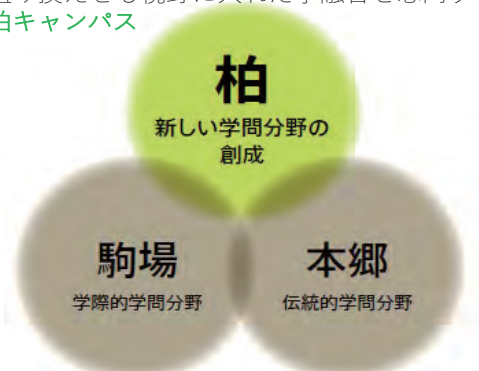 柏キャンパス
柏
新しい学問分野の
創成
駒場
本郷
学際的学問分野
伝統的学問分野